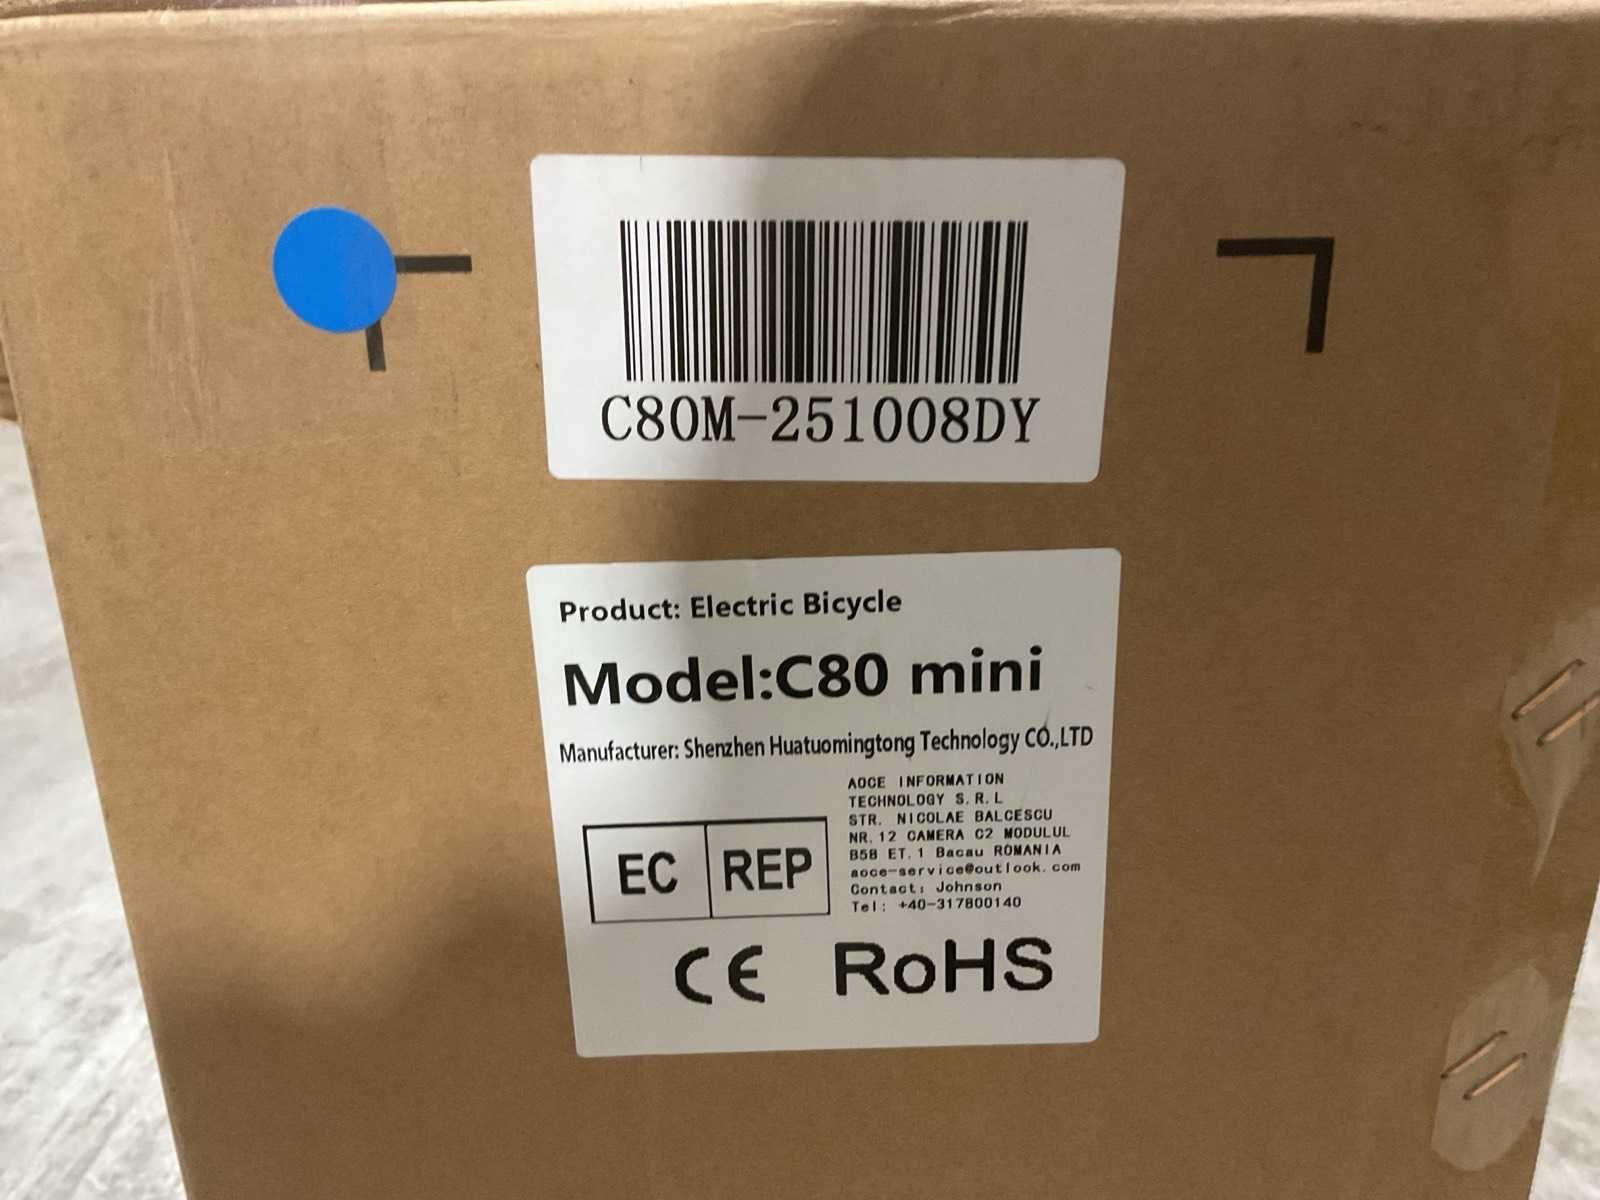 C80M-251008DY
Product: Electric Bicycle
Model:C80 mini
Manufacturer: Shenzhen Huatuomingtong Technology CO.,LTD
EC REP
AOCE INFORMATION
TECHNOLOGY S.R.L
STR. NICOLAE BALCESCU
NR.12 CAMERA C2 MODULUL
B5B ET.1 Bacau ROMANIA
aoce-service@outlook.com
Contact: Johnson
Tel: +40-317800140
CE RoHS